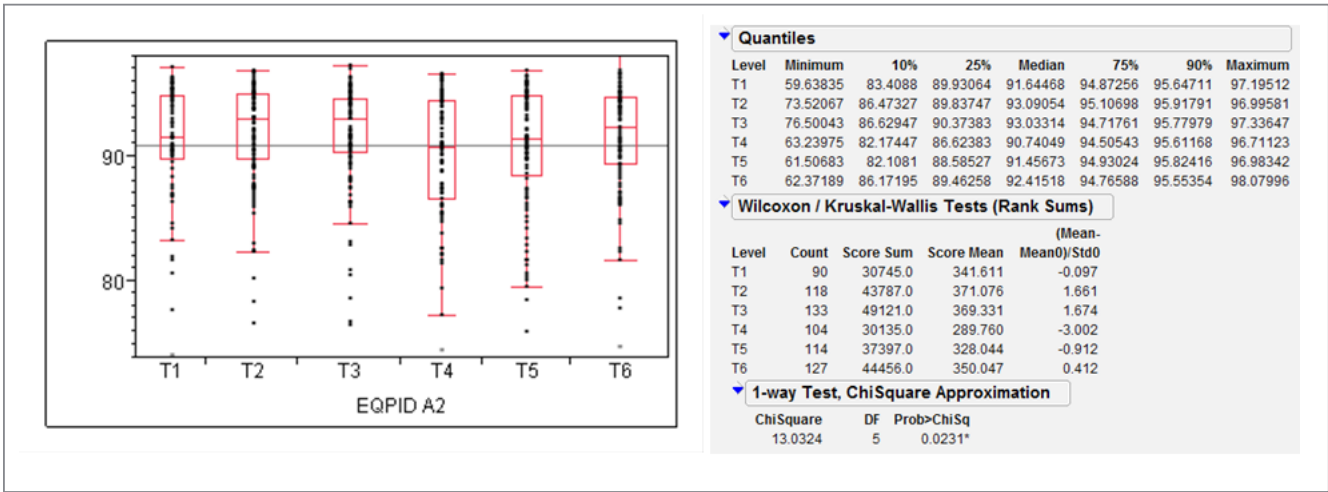 90
80
T1 T2 T3 T4 T5 T6
EQPID A2
Quantiles
Level Minimum 10% 25% Median 75% 90% Maximum
T1 59.63835 83.4088 89.93064 91.64468 94.87256 95.64711 97.19512
T2 73.52067 86.47327 89.83747 93.09054 95.10698 95.91791 96.99581
T3 76.50043 86.62947 90.37383 93.03314 94.71761 95.77979 97.33647
T4 63.23975 82.17447 86.62383 90.74049 94.50543 95.61168 96.71123
T5 61.50683 82.1081 88.58527 91.45673 94.93024 95.82416 96.98342
T6 62.37189 86.17195 89.46258 92.41518 94.76588 95.55354 98.07996
Wilcoxon / Kruskal-Wallis Tests (Rank Sums)
(Mean-
Level Count Score Sum Score Mean Mean0)/Std0
T1 90 30745.0 341.611 -0.097
T2 118 43787.0 371.076 1.661
T3 133 49121.0 369.331 1.674
T4 104 30135.0 289.760 -3.002
T5 114 37397.0 328.044 -0.912
T6 127 44456.0 350.047 0.412
1-way Test, ChiSquare Approximation
ChiSquare DF Prob>ChiSq
13.0324 5 0.0231*